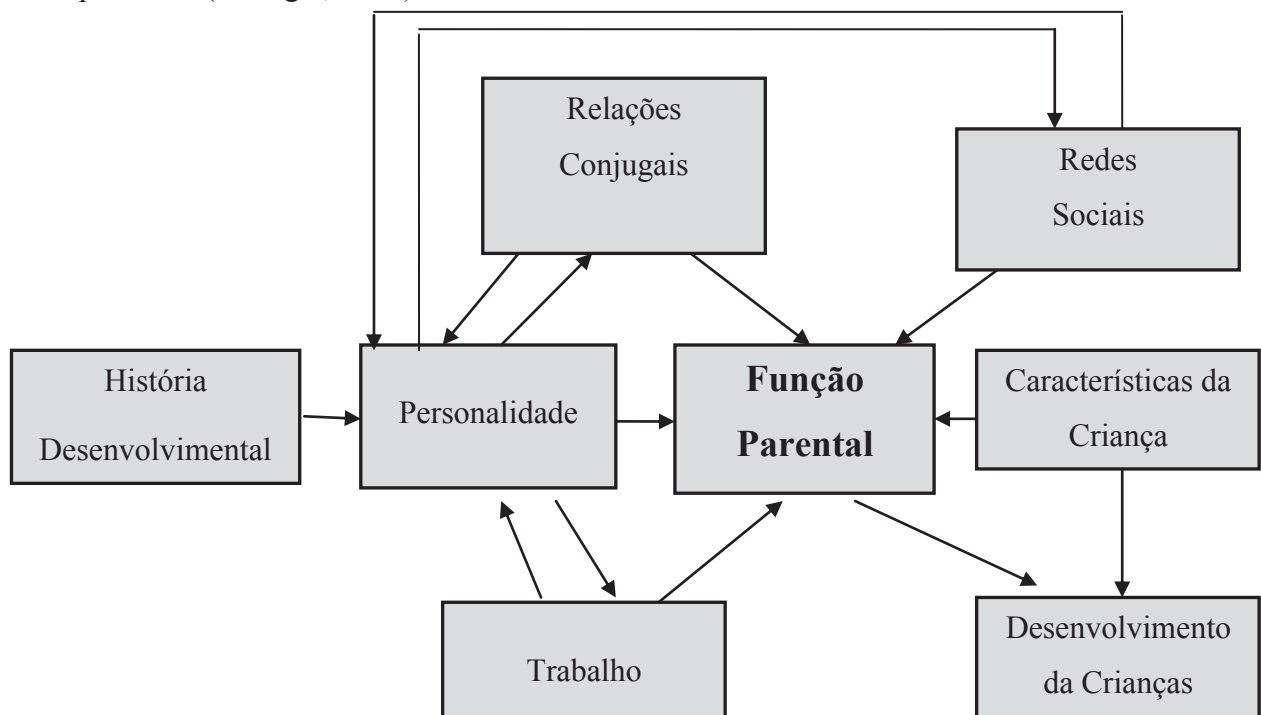 Relações
Conjugais
Redes
Sociais
História
Desenvolvimental
Personalidade
Função
Parental
Características da
Criança
Trabalho
Desenvolvimento
da Crianças